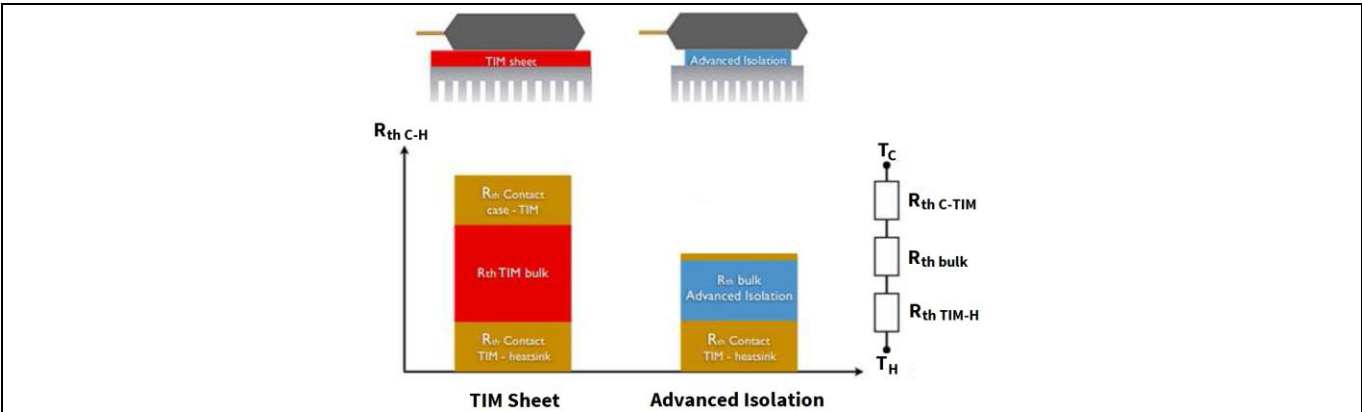 TIM sheet
Advanced Isolation
Rth C-H
Rth Contact
case - TIM
Rth TIM bulk
Rth Contact
TIM - heatsink
Rth bulk
Advanced Isolation
Rth Contact
TIM - heatsink
TC
Rth C-TIM
Rth bulk
Rth TIM-H
TH
TIM Sheet
Advanced Isolation